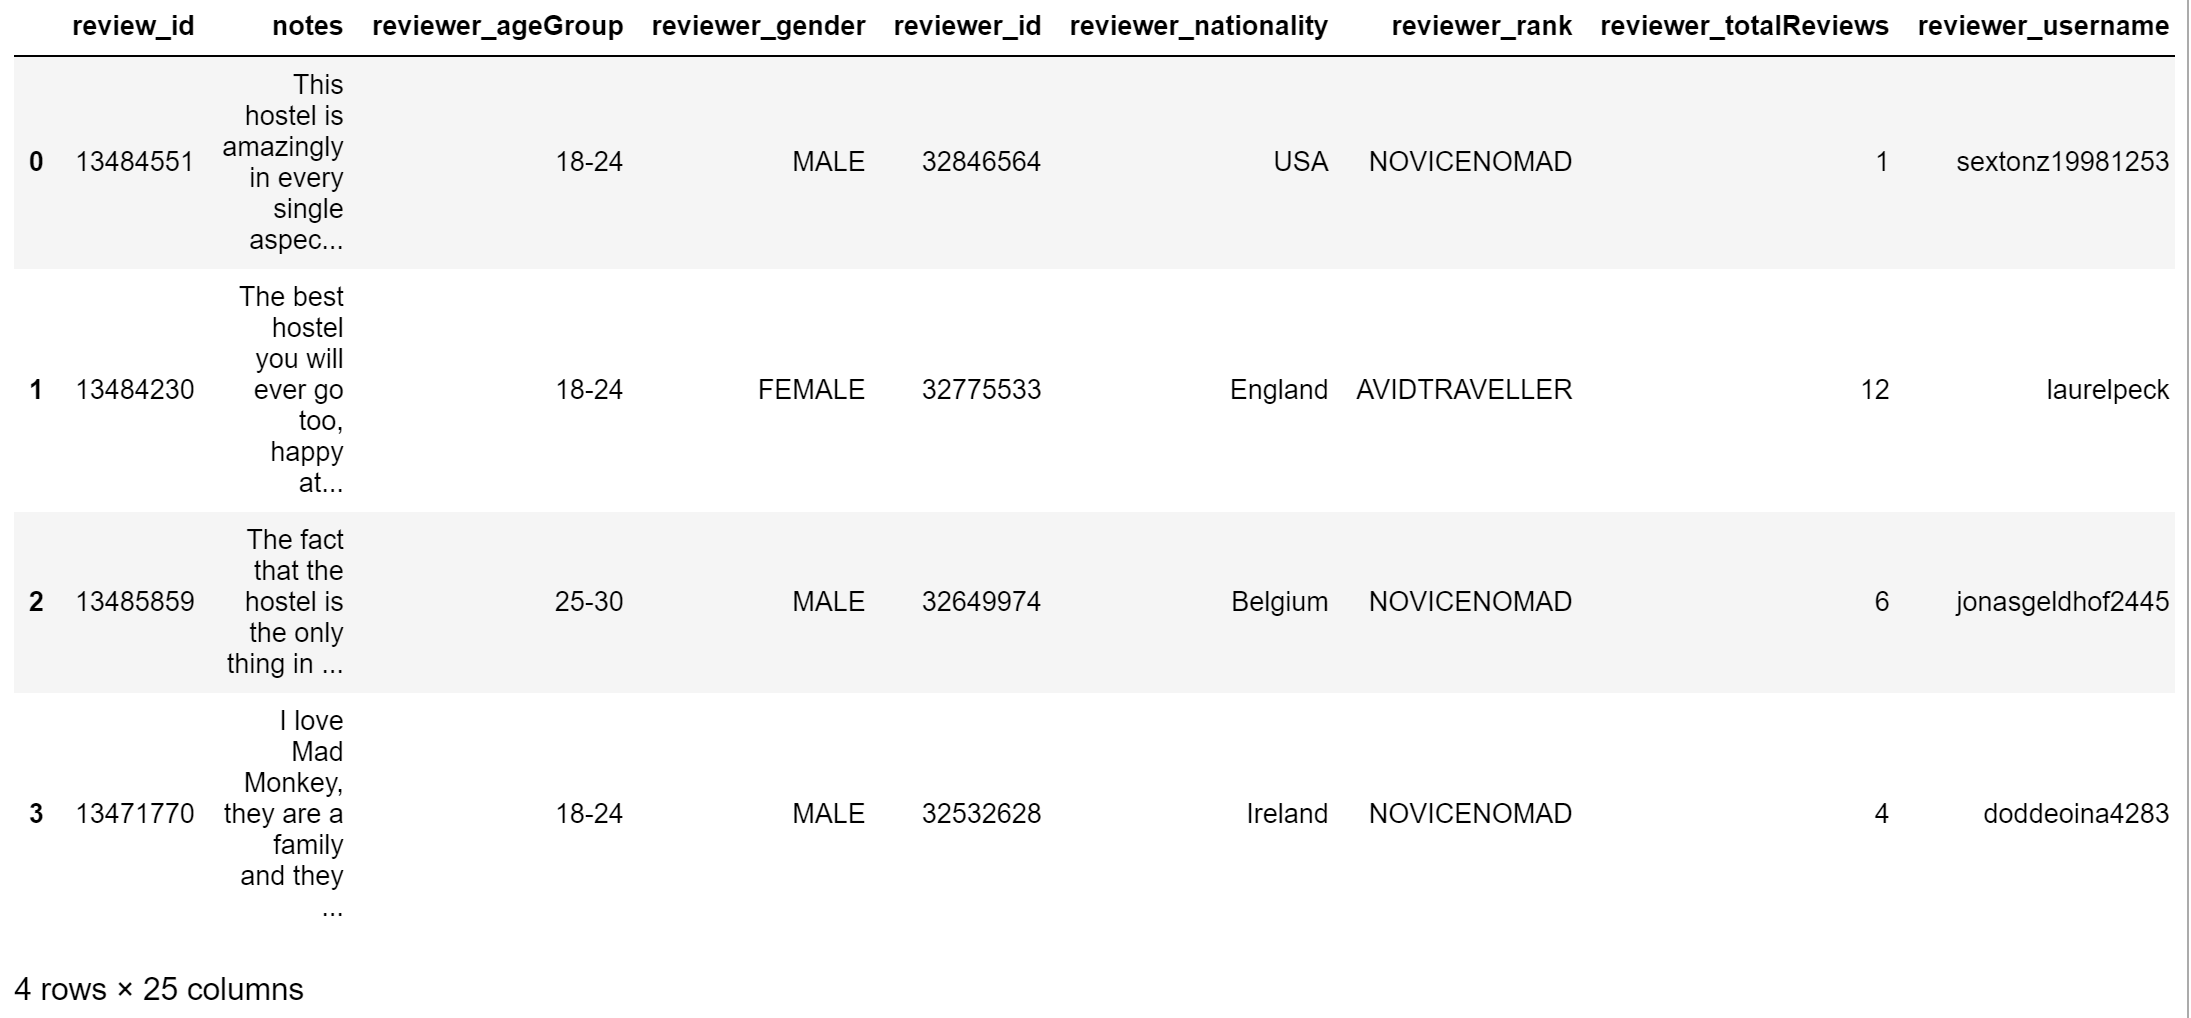 review_id notes reviewer_ageGroup reviewer_gender reviewer_id reviewer_nationality reviewer_rank reviewer_totalReviews reviewer_username
This
hostel is
amazingly
0 13484551 in every 18-24 MALE 32846564 USA NOVICENOMAD 1 sextonz19981253
single
aspec...
The best
hostel
you will
1 13484230 ever go 18-24 FEMALE 32775533 England AVIDTRAVELLER 12 laurelpeck
too,
happy
at...
The fact
that the
2 13485859 hostel is 25-30 MALE 32649974 Belgium NOVICENOMAD 6 jonasgeldhof2445
the only
thing in ...
I love
Mad
Monkey,
3 13471770 they are a 18-24 MALE 32532628 Ireland NOVICENOMAD 4 doddeoina4283
family
and they
...
4 rows × 25 columns